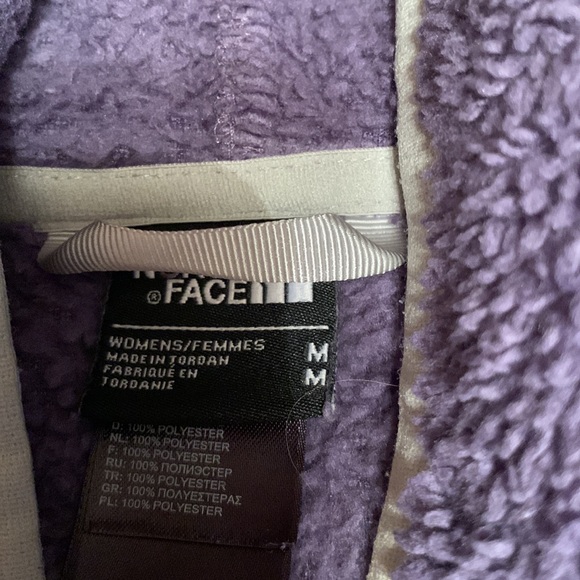 ®FACE
WOMENS/FEMMES M
MADE IN JORDAN M
FABRIQUÉ EN
JORDANIE
D: 100% POLYESTER
NL: 100% POLYESTER
F: 100% POLYESTER
RU: 100% ПОЛИЭСТЕР
TR: 100% POLYESTER
GR: 100% ΠΟΛΥΕΣΤΕΡΑΣ
PL: 100% POLYESTER